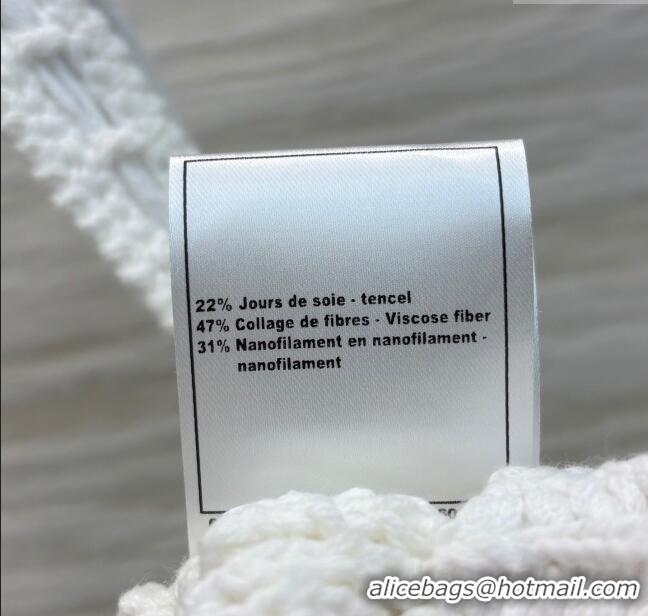 22% Jours de soie - tencel
47% Collage de fibres - Viscose fiber
31% Nanofilament en nanofilament -
nanofilament
alicebags@hotmail.com